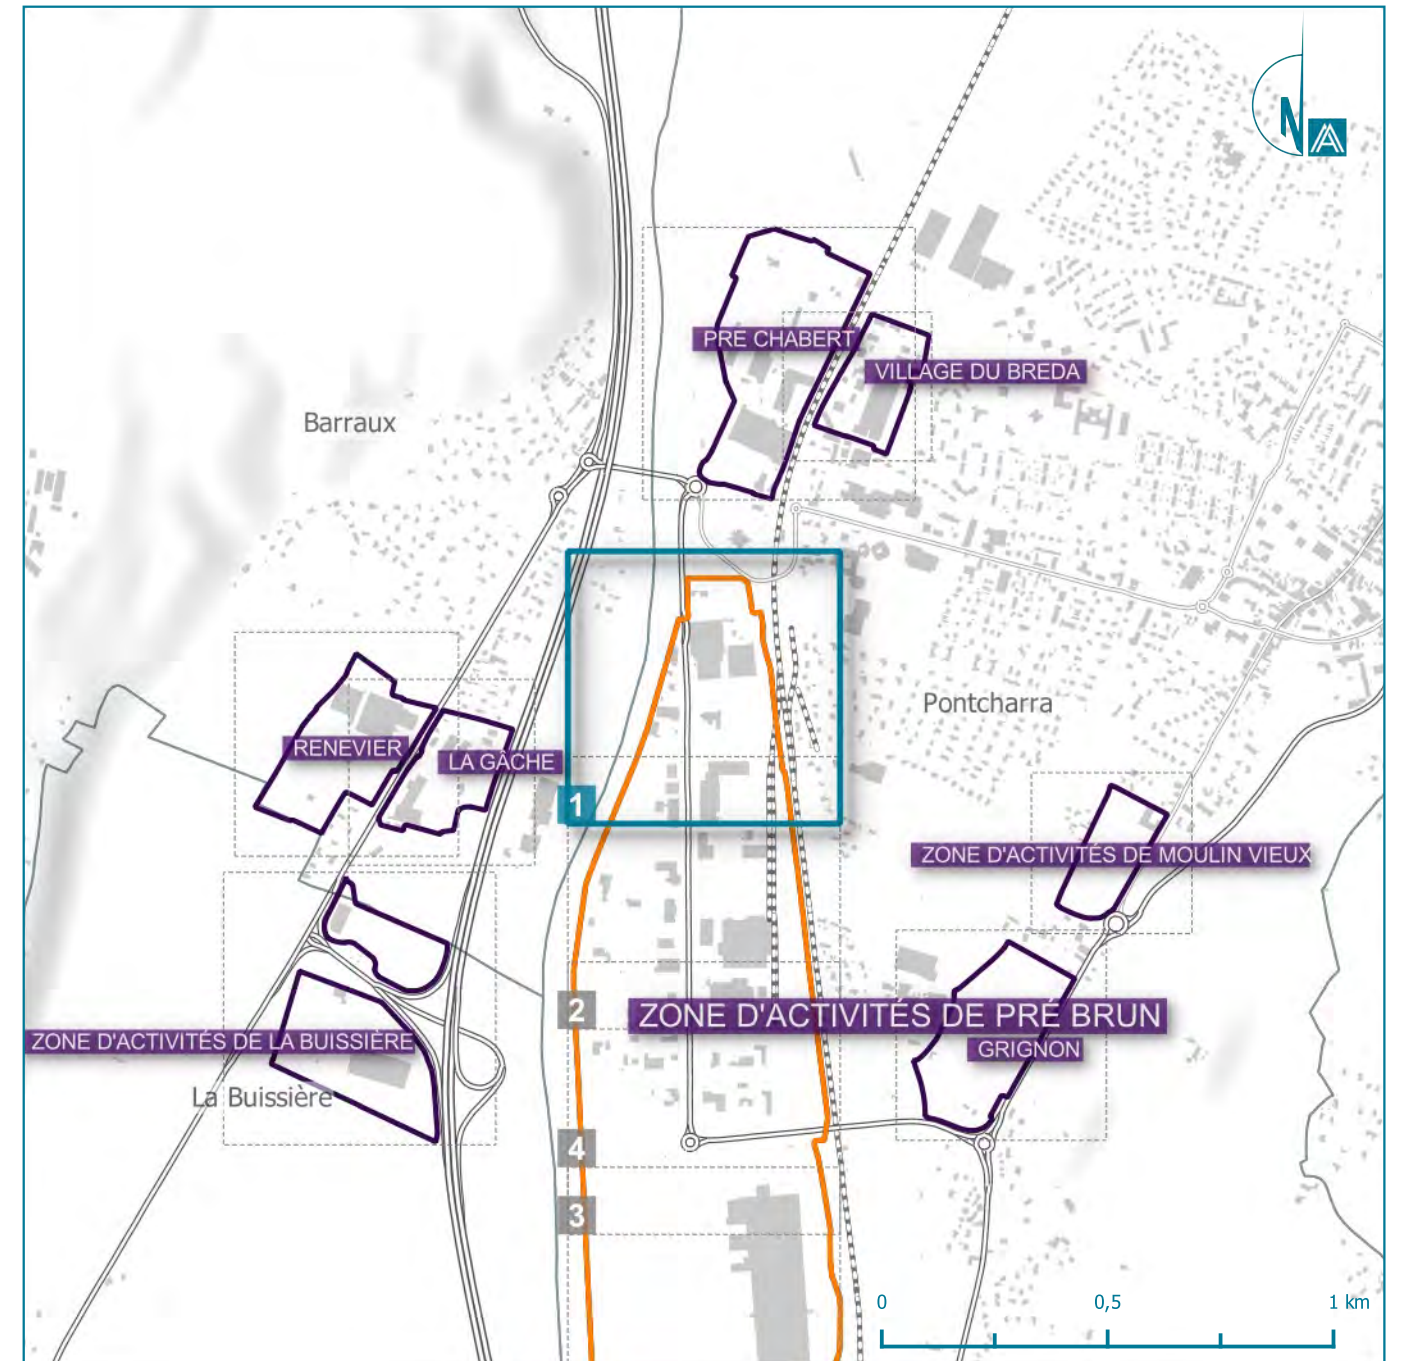 N
PRE CHABERT
VILLAGE DU BREDA
Barraux
Pontcharra
RENEVIER
LA GÂCHE
1
ZONE D'ACTIVITÉS DE MOULIN VIEUX
2
ZONE D'ACTIVITÉS DE PRÉ BRUN
ZONE D'ACTIVITÉS DE LA BUISSIÈRE
GRIGNON
La Buissière
4
3
0 0,5 1 km